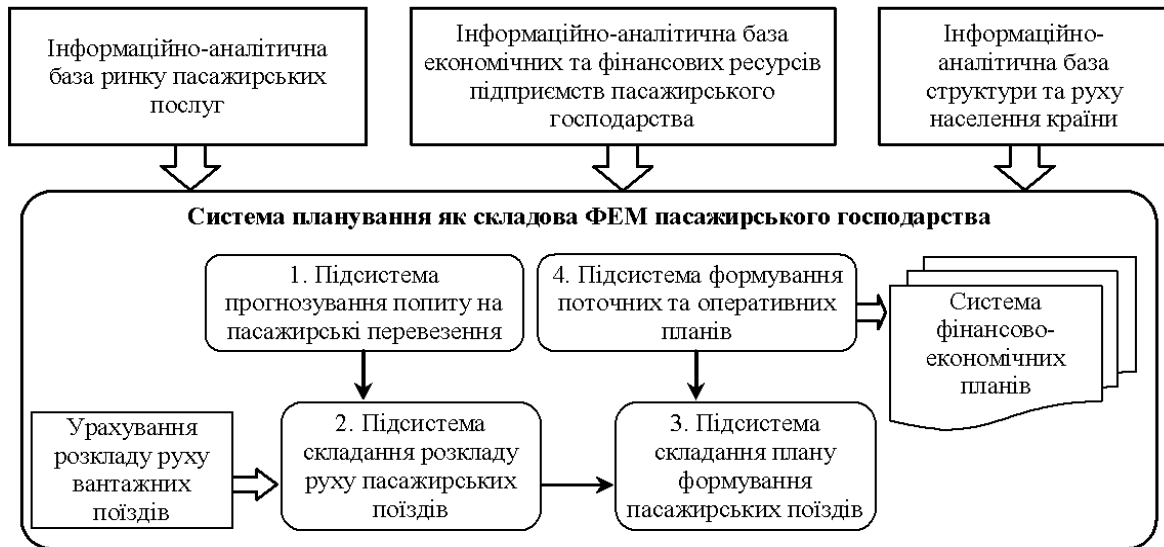 Інформаційно-аналітична
база ринку пасажирських
послуг
Інформаційно-аналітична база
економічних та фінансових ресурсів
підприємств пасажирського
господарства
Інформаційно-
аналітична база
структури та руху
населення країни
Система планування як складова ФЕМ пасажирського господарства
1. Підсистема
прогнозування попиту на
пасажирські перевезення
4. Підсистема формування
поточних та оперативних
планів
Система
фінансово-
економічних
планів
Урахування
розкладу руху
вантажних
поїздів
2. Підсистема
складання розкладу
руху пасажирських
поїздів
3. Підсистема
складання плану
формування
пасажирських поїздів